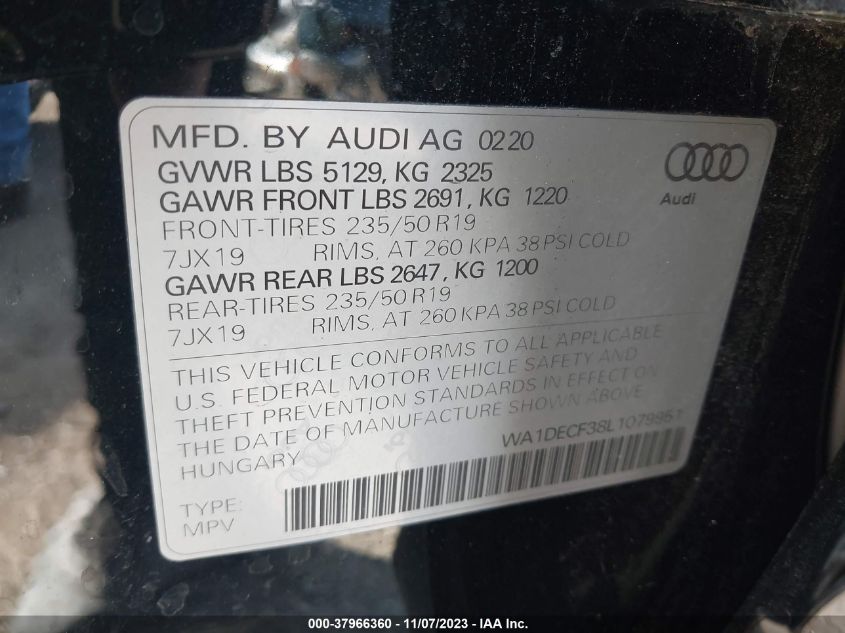 MFD. BY AUDI AG 0220
GVWR LBS 5129, KG 2325
GAWR FRONT LBS 2691, KG 1220
FRONT-TIRES 235/50 R19
7JX19 RIMS, AT 260 KPA 38 PSI COLD
GAWR REAR LBS 2647, KG 1200
REAR-TIRES 235/50 R19
7JX19 RIMS, AT 260 KPA 38 PSI COLD
Audi
THIS VEHICLE CONFORMS TO ALL APPLICABLE
U.S. FEDERAL MOTOR VEHICLE SAFETY AND
THEFT PREVENTION STANDARDS IN EFFECT ON
THE DATE OF MANUFACTURE SHOWN ABOVE.
HUNGARY
WA1DECF38L1079951
TYPE:
MPV
000-37966360 — 11/07/2023 - IAAI Inc.